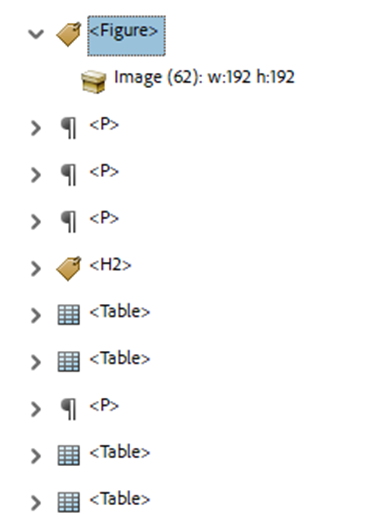 <Figure>
Image (62): w:192 h:192
<P>
<P>
<P>
<H2>
<Table>
<Table>
<P>
<Table>
<Table>